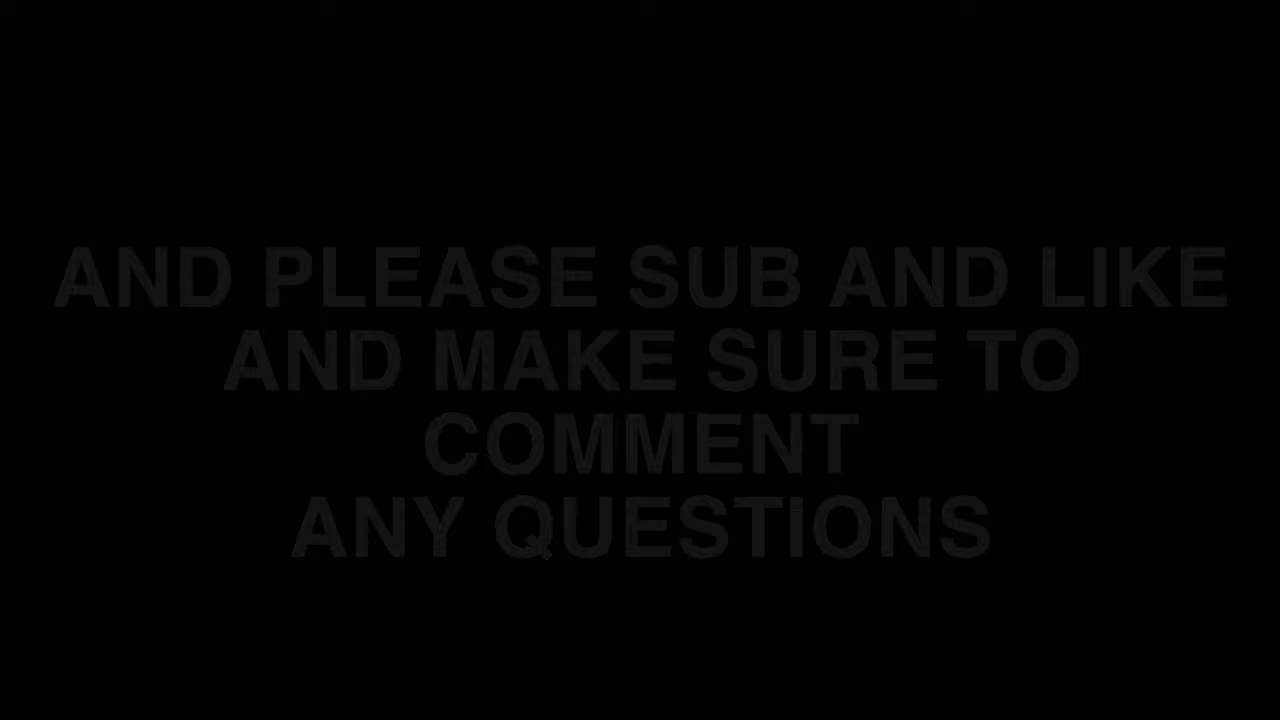 AND PLEASE SUB AND LIKE
AND MAKE SURE TO
COMMENT
ANY QUESTIONS